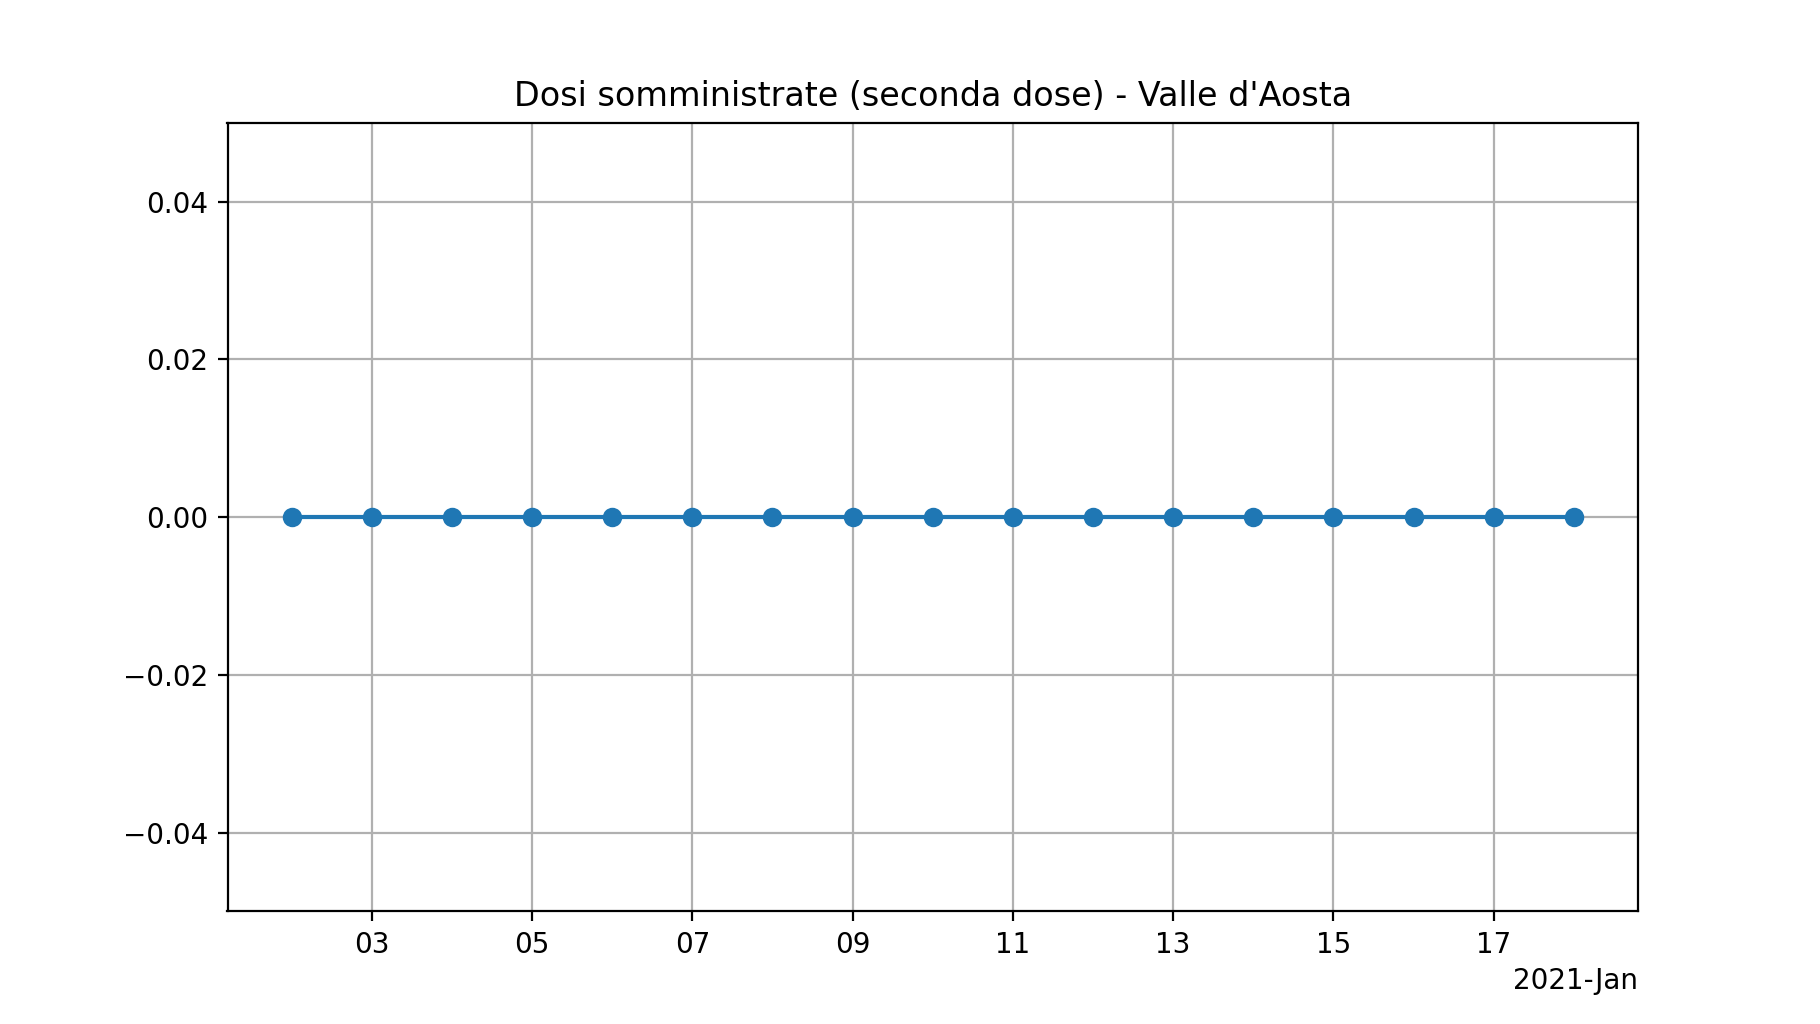 Dosi somministrate (seconda dose) - Valle d'Aosta
0.04
0.02
0.00
−0.02
−0.04
03 05 07 09 11 13 15 17
2021-Jan